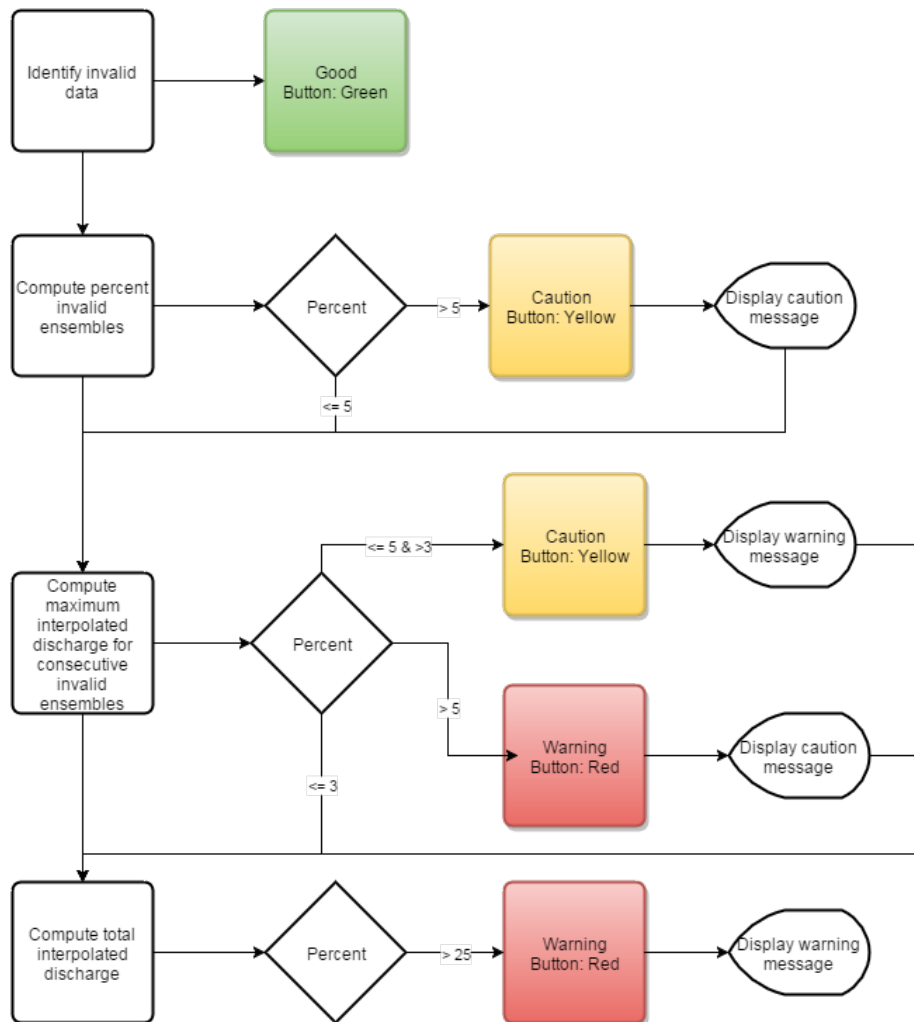 Identify invalid
data
Good
Button: Green
Compute percent
invalid
ensembles
Percent
> 5
Caution
Button: Yellow
Display caution
message
<= 5
Compute
maximum
interpolated
discharge for
consecutive
invalid
ensembles
Percent
<= 5 & >3
Caution
Button: Yellow
Display warning
message
> 5
Warning
Button: Red
Display caution
message
<= 3
Compute total
interpolated
discharge
Percent
> 25
Warning
Button: Red
Display warning
message